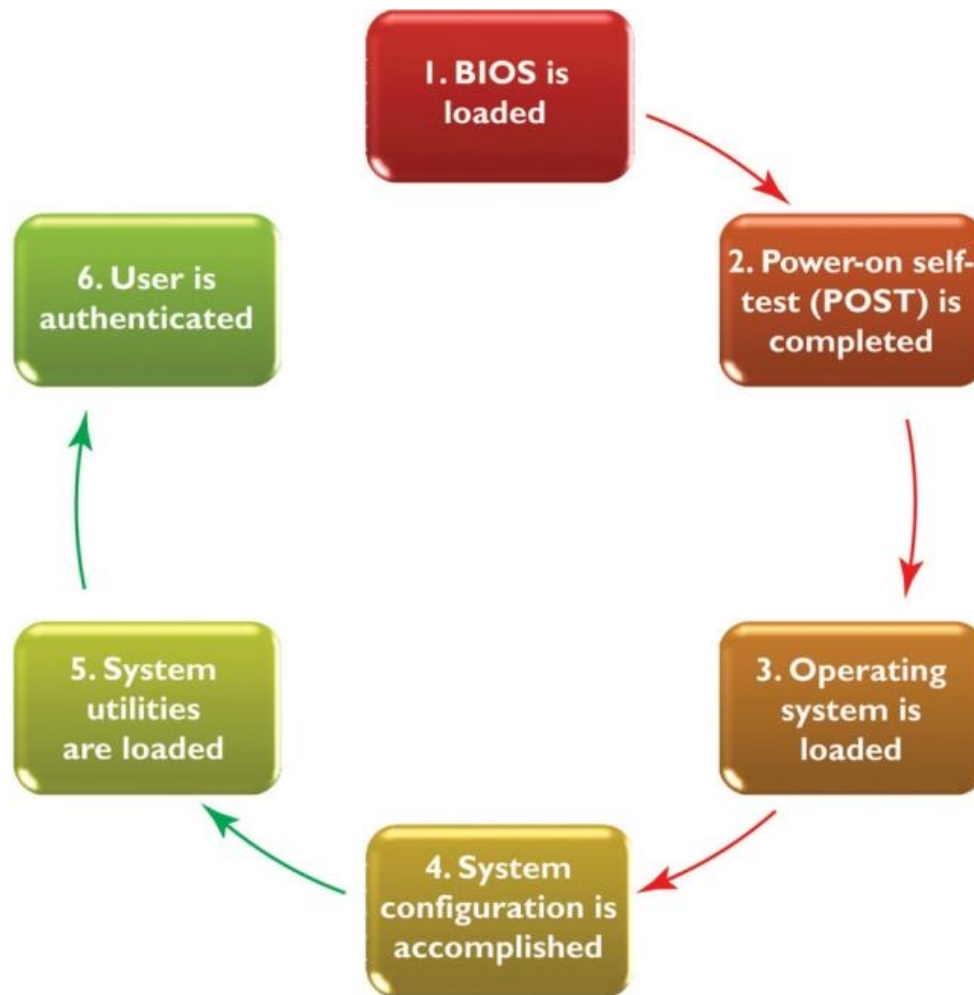 1. BIOS is
loaded
2. Power-on self-
test (POST) is
completed
3. Operating
system is
loaded
4. System
configuration is
accomplished
5. System
utilities
are loaded
6. User is
authenticated